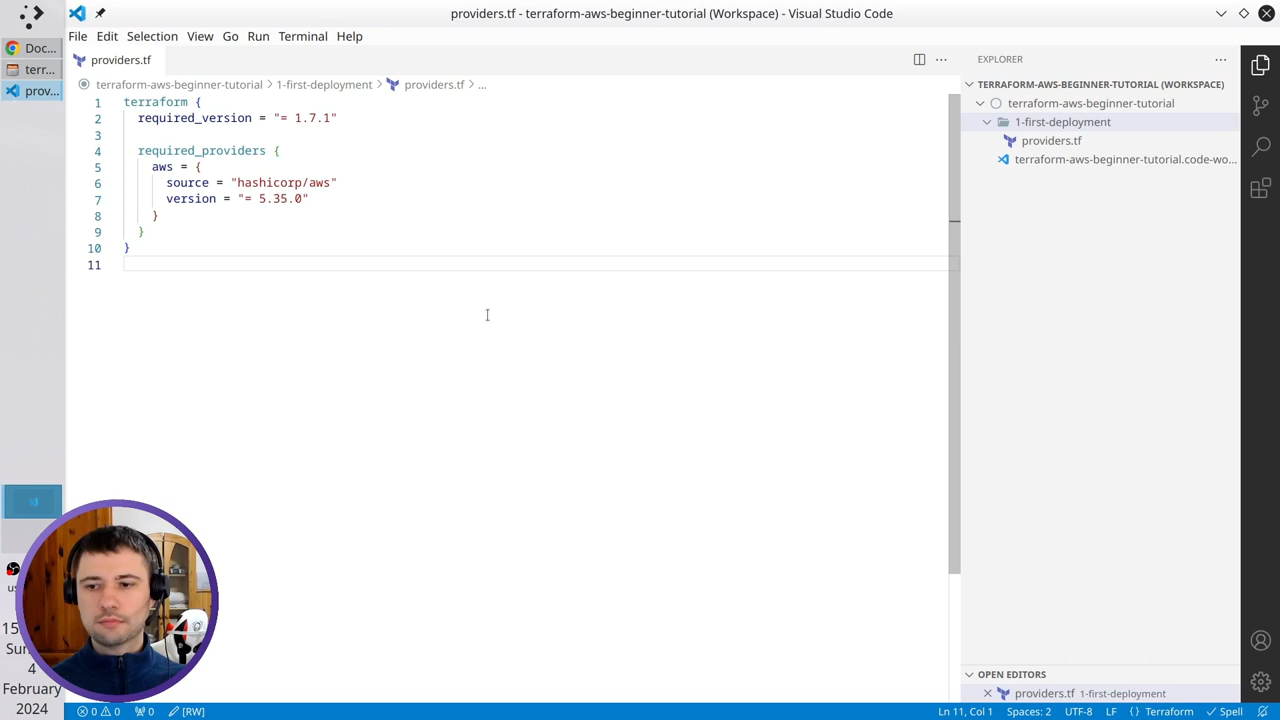 providers.tf - terraform-aws-beginner-tutorial (Workspace) - Visual Studio Code
File Edit Selection View Go Run Terminal Help
Doc...
terr...
prov...
providers.tf
terraform-aws-beginner-tutorial > 1-first-deployment > providers.tf > ...
1 terraform {
2 required_version = "= 1.7.1"
3
4 required_providers {
5 aws = {
6 source = "hashicorp/aws"
7 version = "= 5.35.0"
8 }
9 }
10 }
11
EXPLORER
TERRAFORM-AWS-BEGINNER-TUTORIAL (WORKSPACE)
terraform-aws-beginner-tutorial
1-first-deployment
providers.tf
terraform-aws-beginner-tutorial.code-wo...
OPEN EDITORS
providers.tf 1-first-deployment
Sun
4
February
2024
0 0 0 [RW] Ln 11, Col 1 Spaces: 2 UTF-8 LF {} Terraform Spell